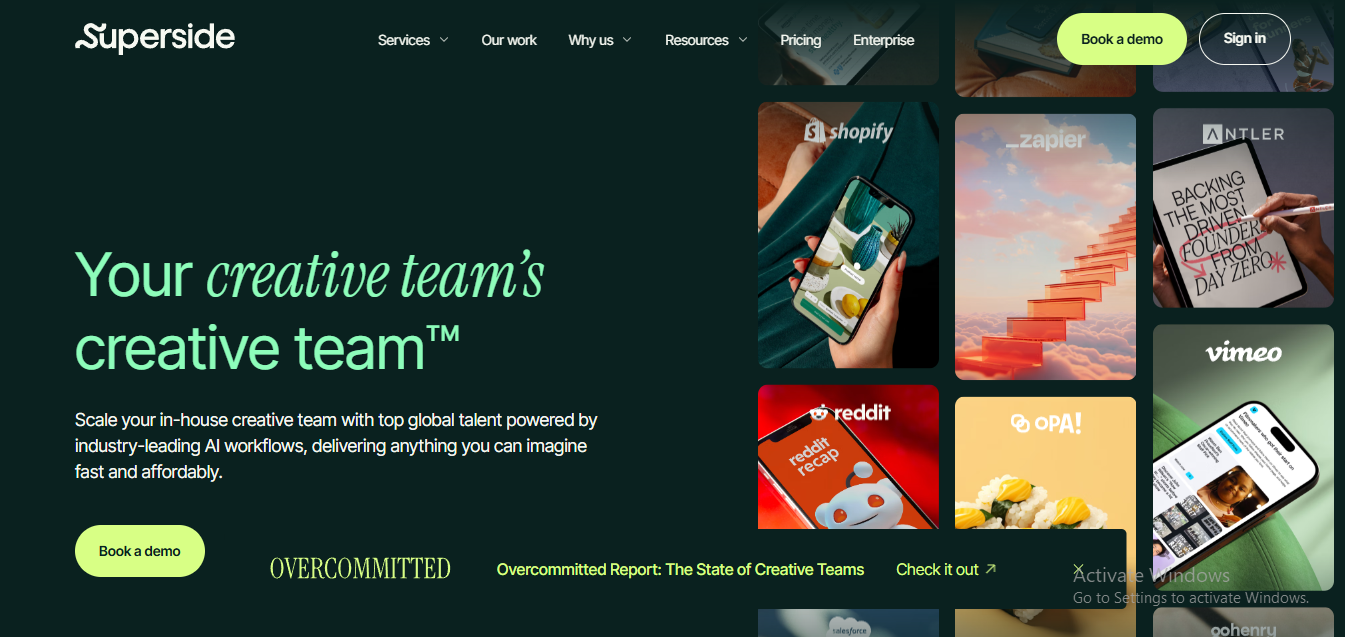 Superside
Services
Our work
Why us
Resources
Pricing
Enterprise
Book a demo
Sign in
Your creative team's
creative team™
Scale your in-house creative team with top global talent powered by
industry-leading AI workflows, delivering anything you can imagine
fast and affordably.
Book a demo
shopify
_zapier
ANTLER
BACKING
THE MOST
DRIVEN
FOUNDERS
FROM
DAY ZERO
reddit
reddit
recap
OPA!
vimeo
OVERCOMMITTED
Overcommitted Report: The State of Creative Teams
Check it out ↗
Activate Windows
Go to Settings to activate Windows.
salesforce
oohenry